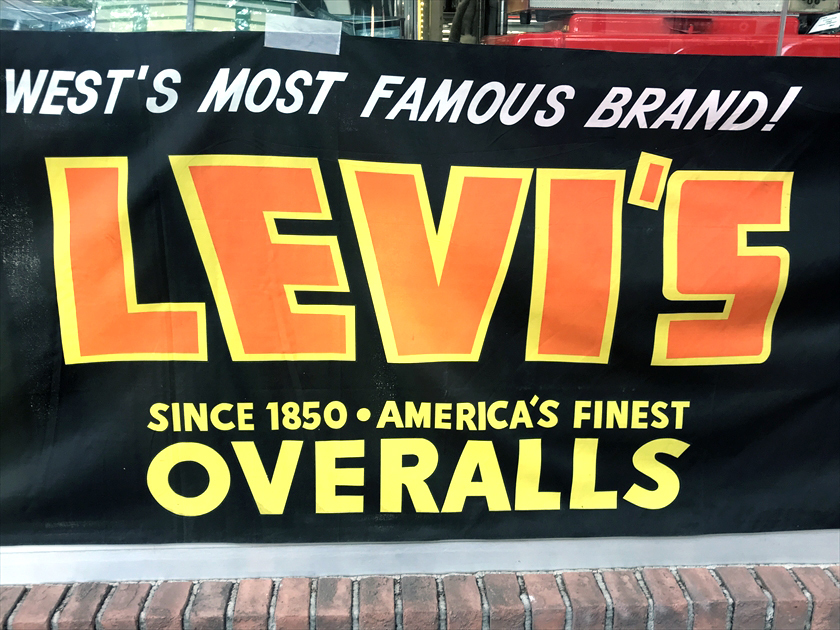 WEST'S MOST FAMOUS BRAND!
LEVI'S
SINCE 1850 • AMERICA'S FINEST
OVERALLS